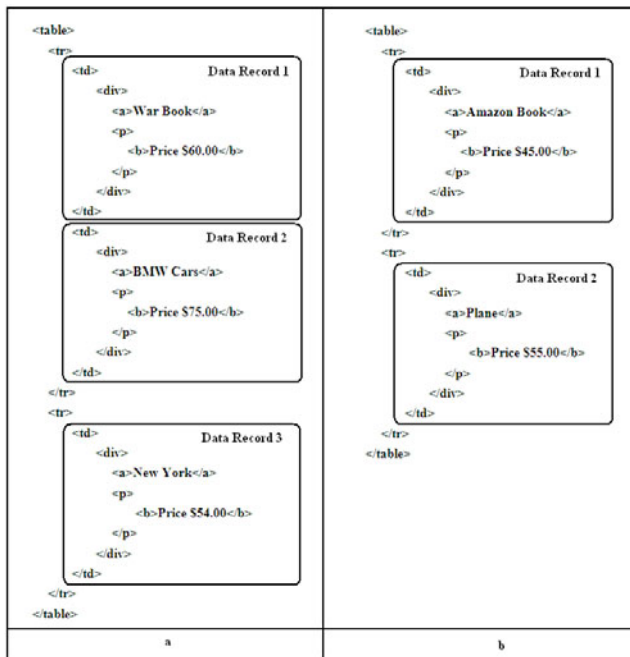 <table>
<tr>
<td> Data Record 1
<div>
<a>War Book</a>
<p>
<b>Price $60.00</b>
</p>
</div>
</td>
<td> Data Record 2
<div>
<a>BMW Cars</a>
<p>
<b>Price $75.00</b>
</p>
</div>
</td>
</tr>
<tr>
<td> Data Record 3
<div>
<a>New York</a>
<p>
<b>Price $54.00</b>
</p>
</div>
</td>
</tr>
</table>
a
<table>
<tr>
<td> Data Record 1
<div>
<a>Amazon Book</a>
<p>
<b>Price $45.00</b>
</p>
</div>
</td>
</tr>
<tr>
<td> Data Record 2
<div>
<a>Plane</a>
<p>
<b>Price $55.00</b>
</p>
</div>
</td>
</tr>
</table>
b